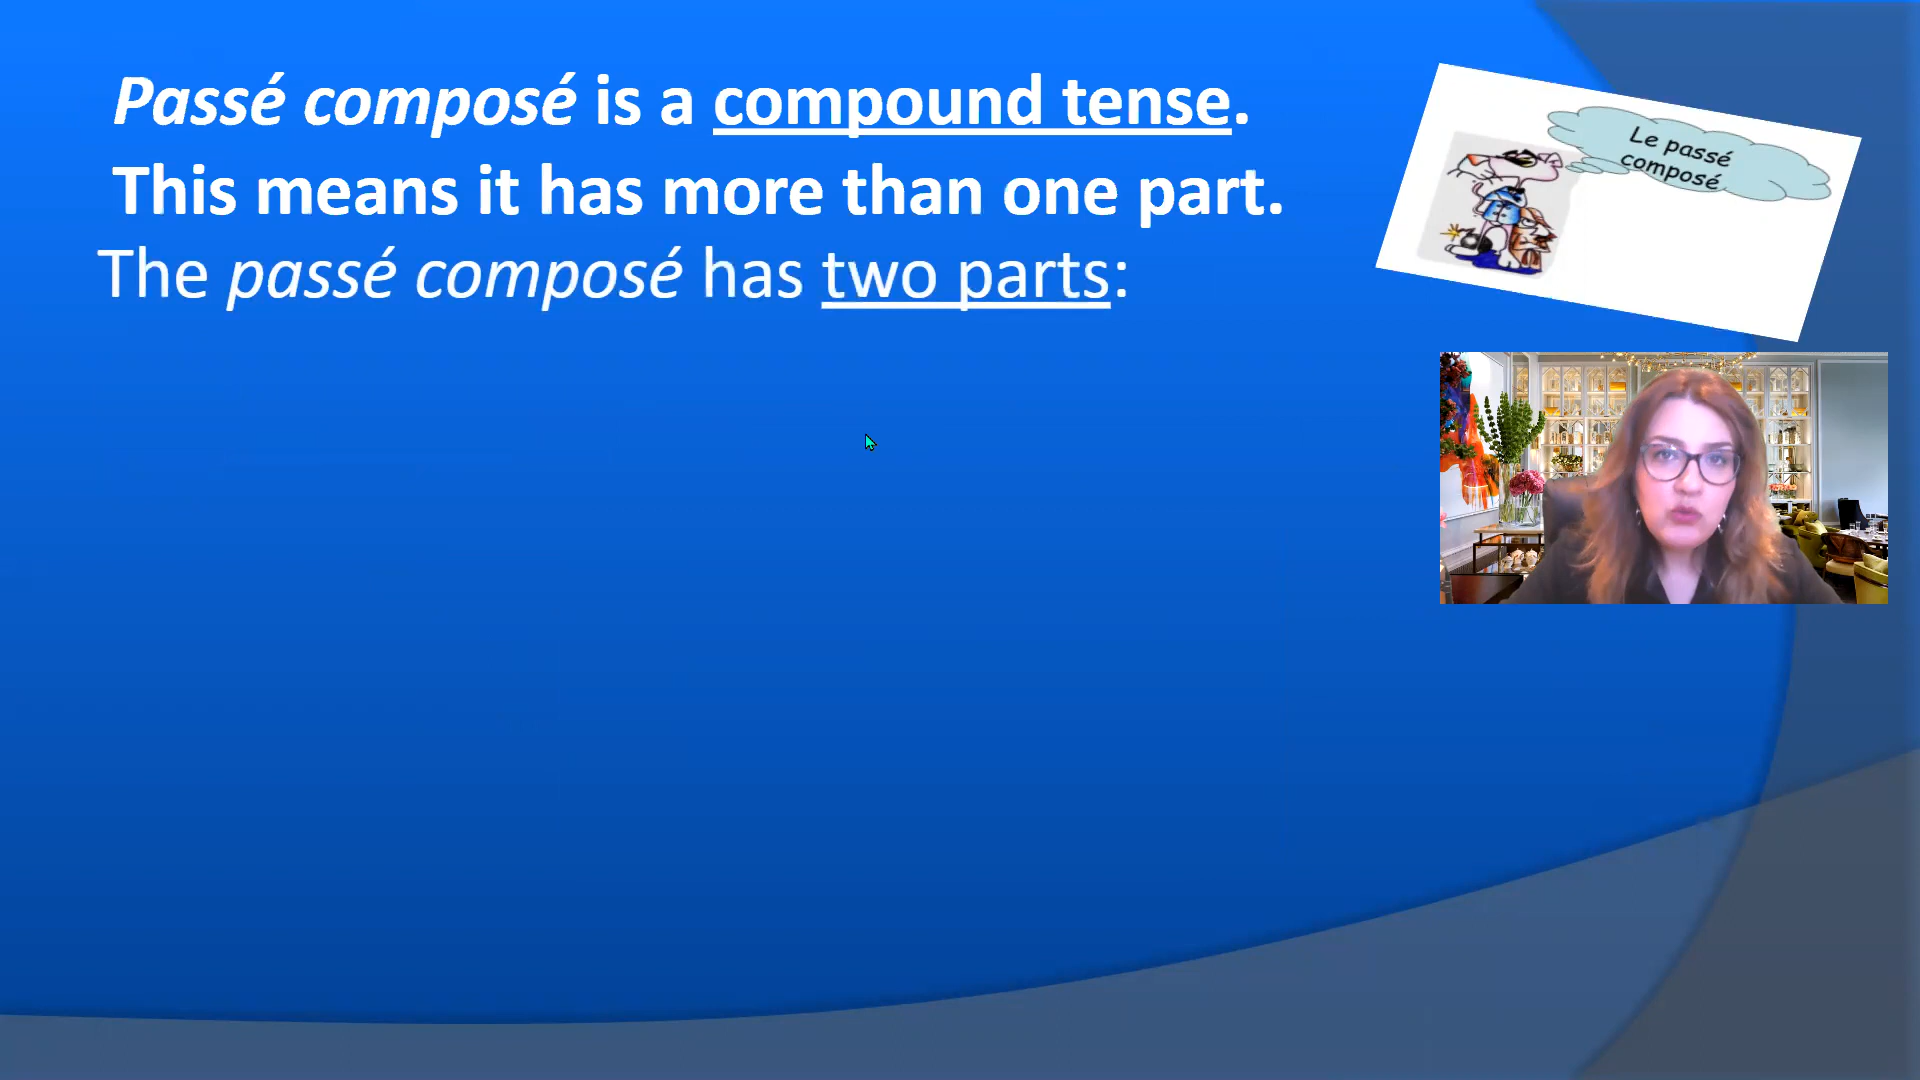 Passé composé is a compound tense.
This means it has more than one part.
The passé composé has two parts:
Le passé
composé